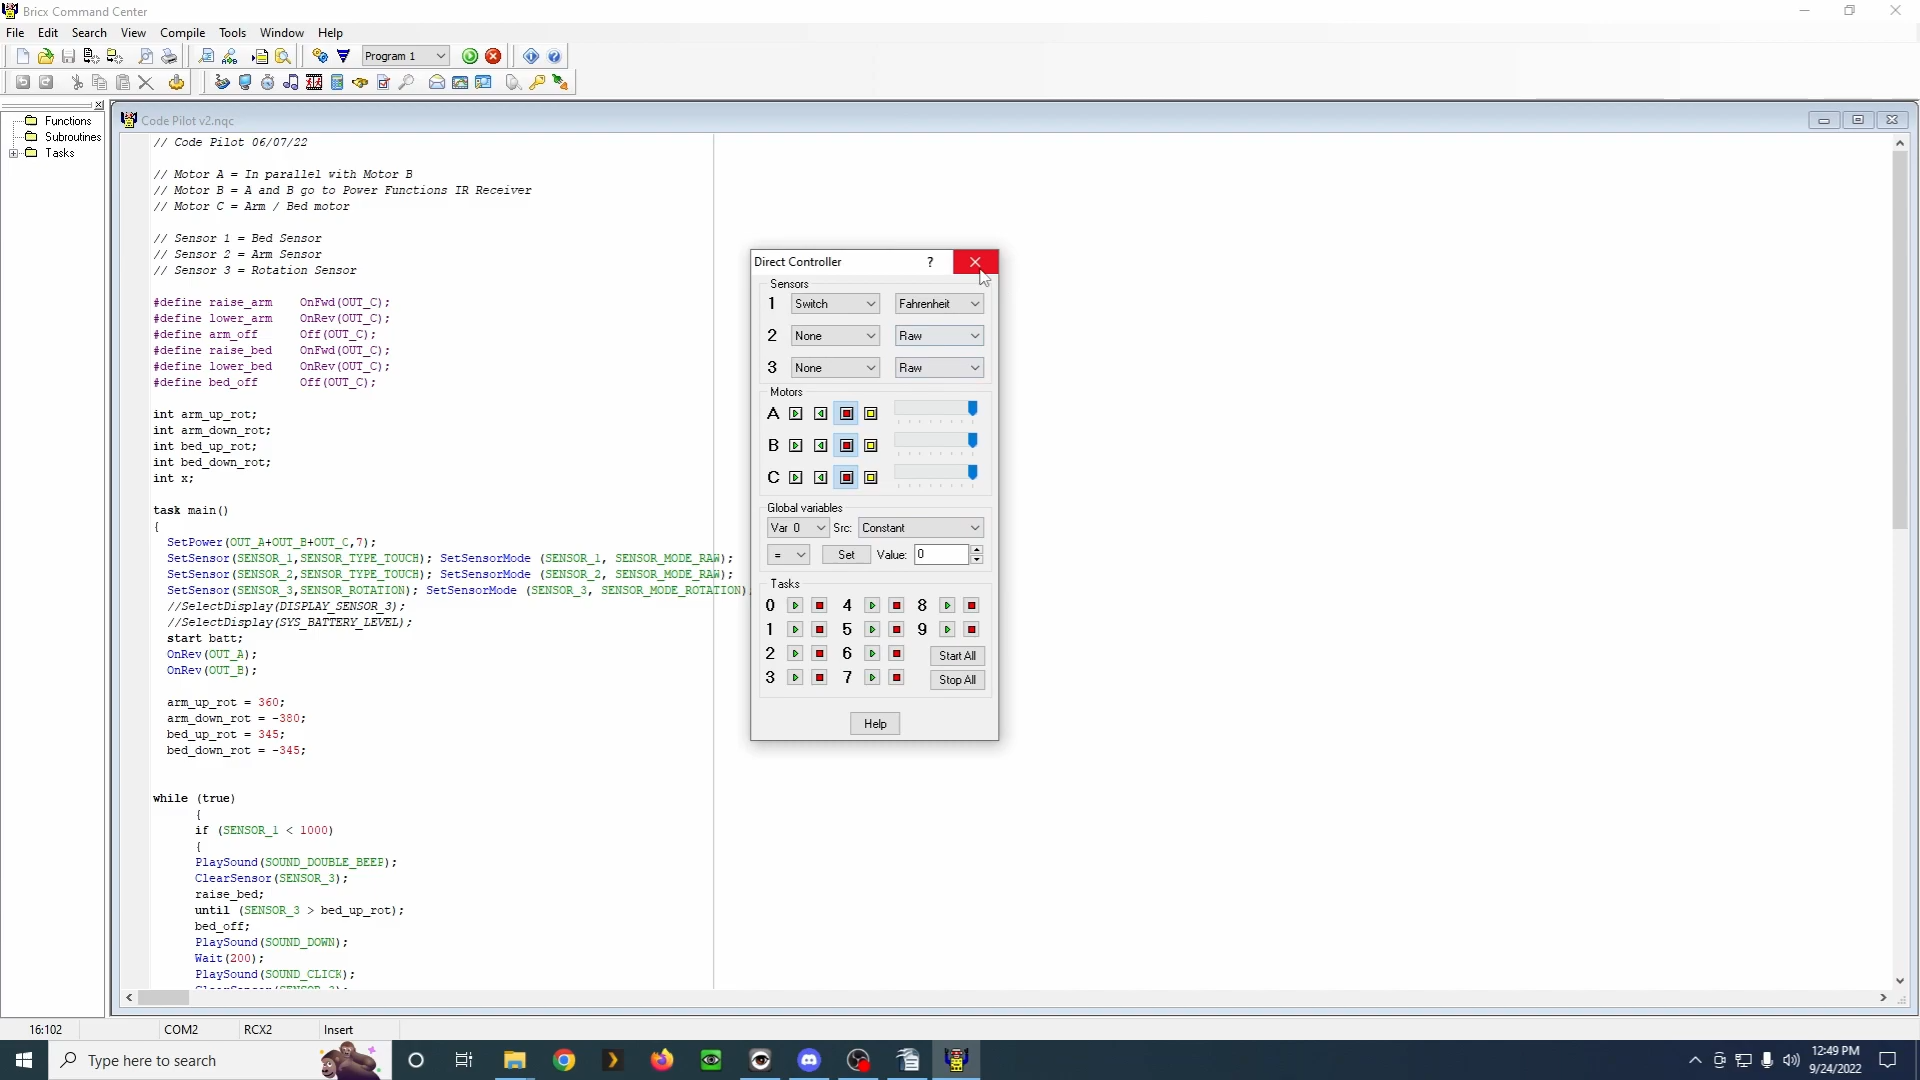 Bricx Command Center
File Edit Search View Compile Tools Window Help
Program 1
Functions
Subroutines
Tasks
Code Pilot v2.nqc
// Code Pilot 06/07/22
// Motor A = In parallel with Motor B
// Motor B = A and B go to Power Functions IR Receiver
// Motor C = Arm / Bed motor
// Sensor 1 = Bed Sensor
// Sensor 2 = Arm Sensor
// Sensor 3 = Rotation Sensor
#define raise_arm OnFwd(OUT_C);
#define lower_arm OnRev(OUT_C);
#define arm_off Off(OUT_C);
#define raise_bed OnFwd(OUT_C);
#define lower_bed OnRev(OUT_C);
#define bed_off Off(OUT_C);
int arm_up_rot;
int arm_down_rot;
int bed_up_rot;
int bed_down_rot;
int x;
task main()
{
SetPower(OUT_A+OUT_B+OUT_C,7);
SetSensor(SENSOR_1,SENSOR_TYPE_TOUCH); SetSensorMode (SENSOR_1, SENSOR_MODE_RAW);
SetSensor(SENSOR_2,SENSOR_TYPE_TOUCH); SetSensorMode (SENSOR_2, SENSOR_MODE_RAW);
SetSensor(SENSOR_3,SENSOR_ROTATION); SetSensorMode (SENSOR_3, SENSOR_MODE_ROTATION)
//SelectDisplay(DISPLAY_SENSOR_3);
//SelectDisplay(SYS_BATTERY_LEVEL);
start batt;
OnRev(OUT_A);
OnRev(OUT_B);
arm_up_rot = 360;
arm_down_rot = -380;
bed_up_rot = 345;
bed_down_rot = -345;
while (true)
{
if (SENSOR_1 < 1000)
{
PlaySound(SOUND_DOUBLE_BEEP);
ClearSensor(SENSOR_3);
raise_bed;
until (SENSOR_3 > bed_up_rot);
bed_off;
PlaySound(SOUND_DOWN);
Wait(200);
PlaySound(SOUND_CLICK);
Direct Controller ?
Sensors
1 Switch Fahrenheit
2 None Raw
3 None Raw
Motors
A
B
C
Global variables
Var 0 Src: Constant
= Set Value: 0
Tasks
0 4 8
1 5 9
2 6 Start All
3 7 Stop All
Help
16:102 COM2 RCX2 Insert
Type here to search
12:49 PM
9/24/2022